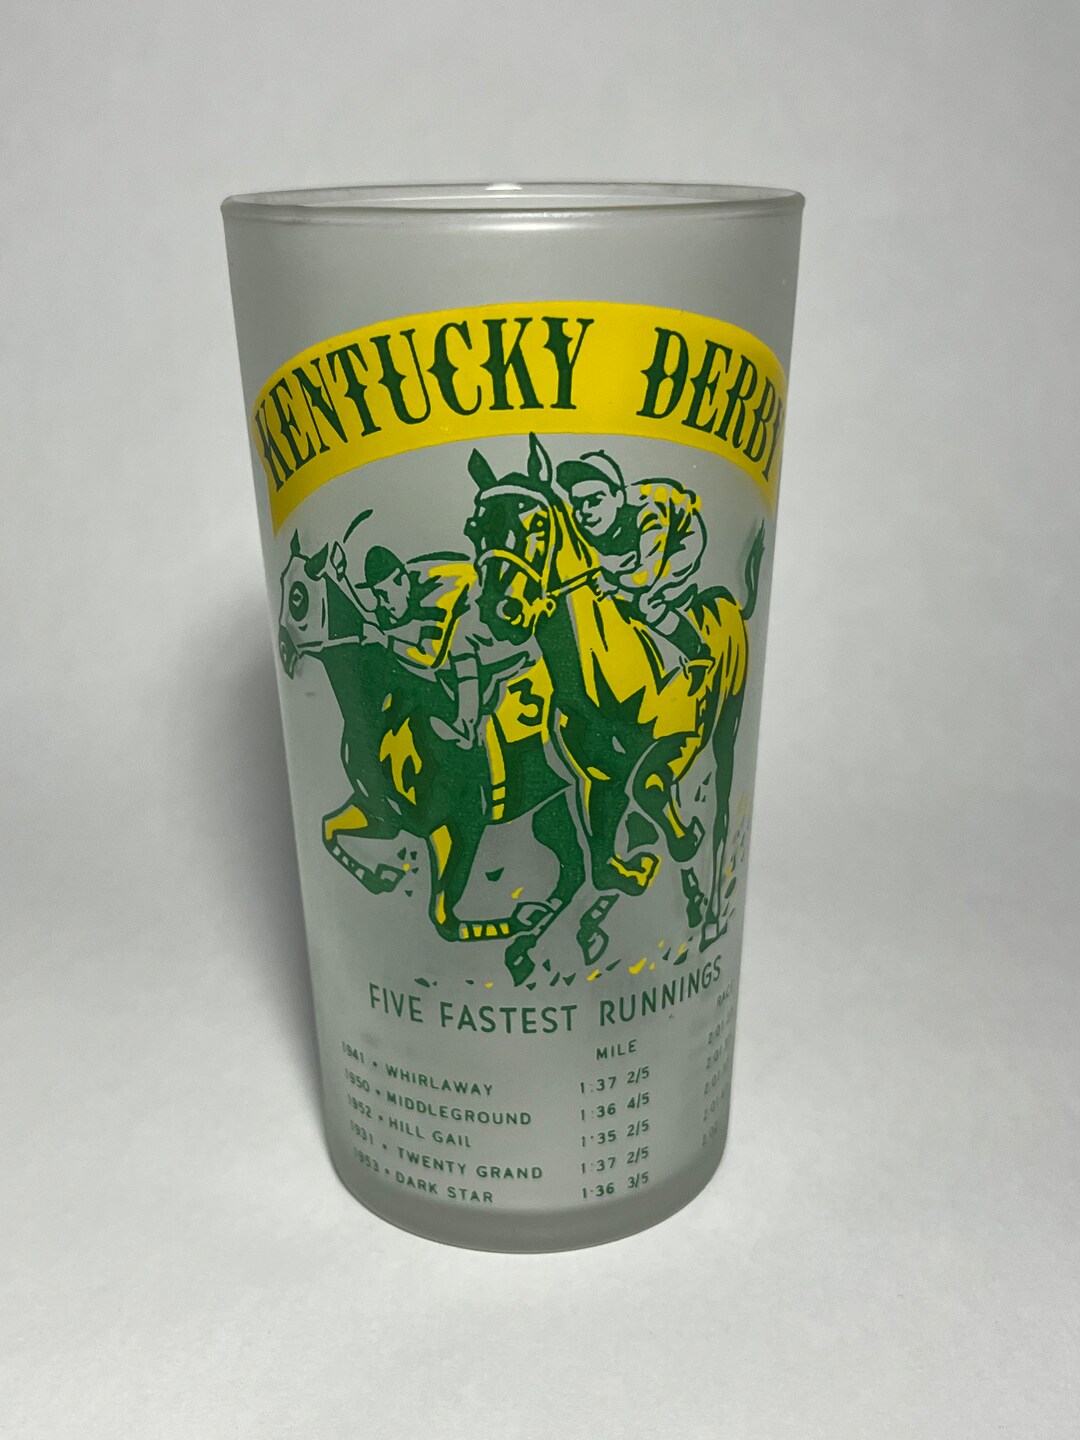 KENTUCKY DERBY
3
FIVE FASTEST RUNNINGS
MILE RACE
1941 • WHIRLAWAY 1:37 2/5
1950 • MIDDLEGROUND 1:36 4/5
1952 • HILL GAIL 1:35 2/5
1931 • TWENTY GRAND 1:37 2/5
1953 • DARK STAR 1:36 3/5